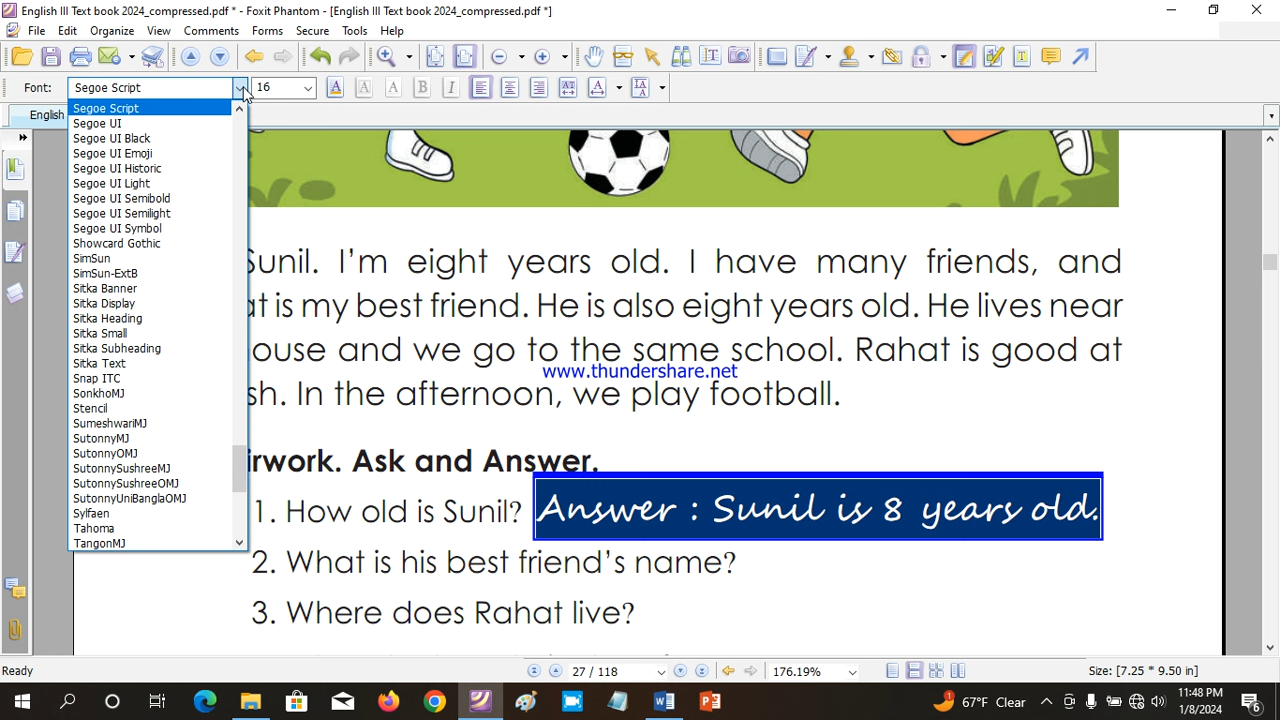 English III Text book 2024_compressed.pdf * - Foxit Phantom - [English III Text book 2024_compressed.pdf *]
File Edit Organize View Comments Forms Secure Tools Help
Font: Segoe Script 16
English
Segoe Script
Segoe UI
Segoe UI Black
Segoe UI Emoji
Segoe UI Historic
Segoe UI Light
Segoe UI Semibold
Segoe UI Semilight
Segoe UI Symbol
Showcard Gothic
SimSun
SimSun-ExtB
Sitka Banner
Sitka Display
Sitka Heading
Sitka Small
Sitka Subheading
Sitka Text
Snap ITC
SonkhoMJ
Stencil
SumeshwariMJ
SutonnyMJ
SutonnyOMJ
SutonnySushreeMJ
SutonnySushreeOMJ
SutonnyUniBanglaOMJ
Sylfaen
Tahoma
TangonMJ
Sunil. I’m eight years old. I have many friends, and
at is my best friend. He is also eight years old. He lives near
ouse and we go to the same school. Rahat is good at
www.thundershare.net
sh. In the afternoon, we play football.
irwork. Ask and Answer.
1. How old is Sunil? Answer : Sunil is 8 years old.
2. What is his best friend’s name?
3. Where does Rahat live?
Ready 27 / 118 176.19% Size: [7.25 * 9.50 in]
67°F Clear 11:48 PM
1/8/2024